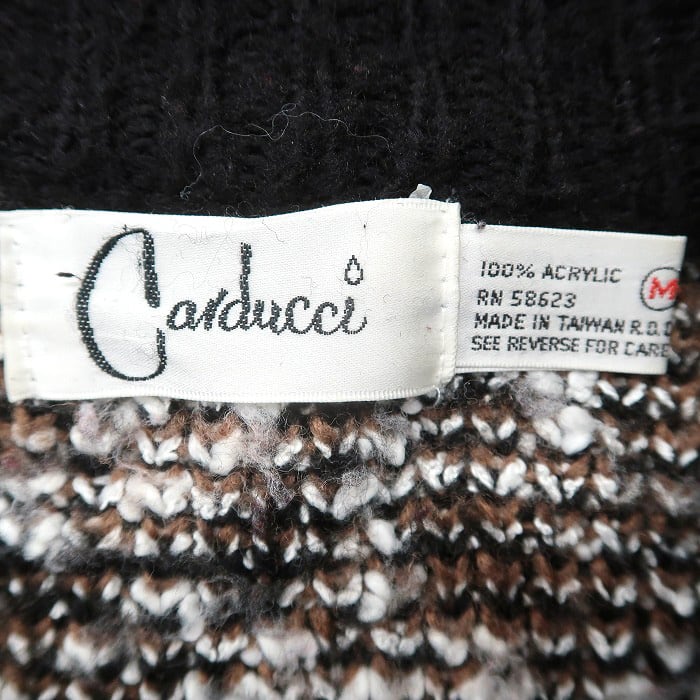 Carducci
100% ACRYLIC
M
RN 58623
MADE IN TAIWAN R.O.C
SEE REVERSE FOR CARE